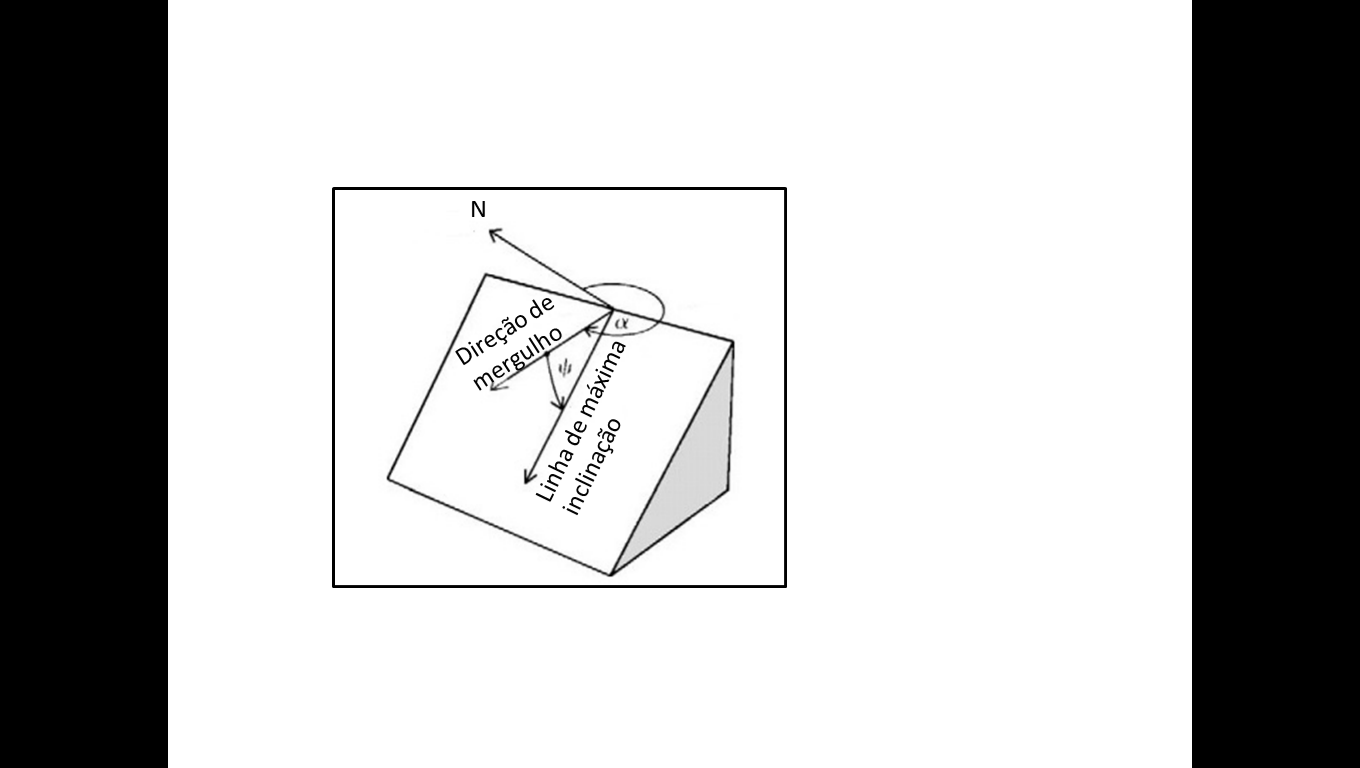 N
Direção de
mergulho
α
ψ
Linha de máxima
inclinação